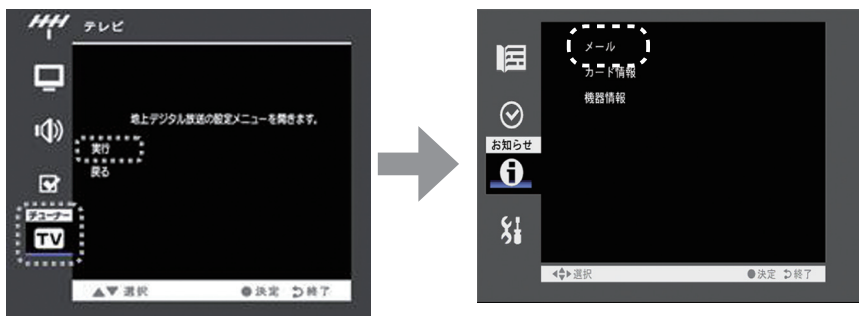 テレビ
地上デジタル放送の設定メニューを開きます。
実行
戻る
チューナー
TV
▲▼ 選択 ●決定 ⮌終了
メール
カード情報
機器情報
お知らせ
選択 ●決定 ⮌終了